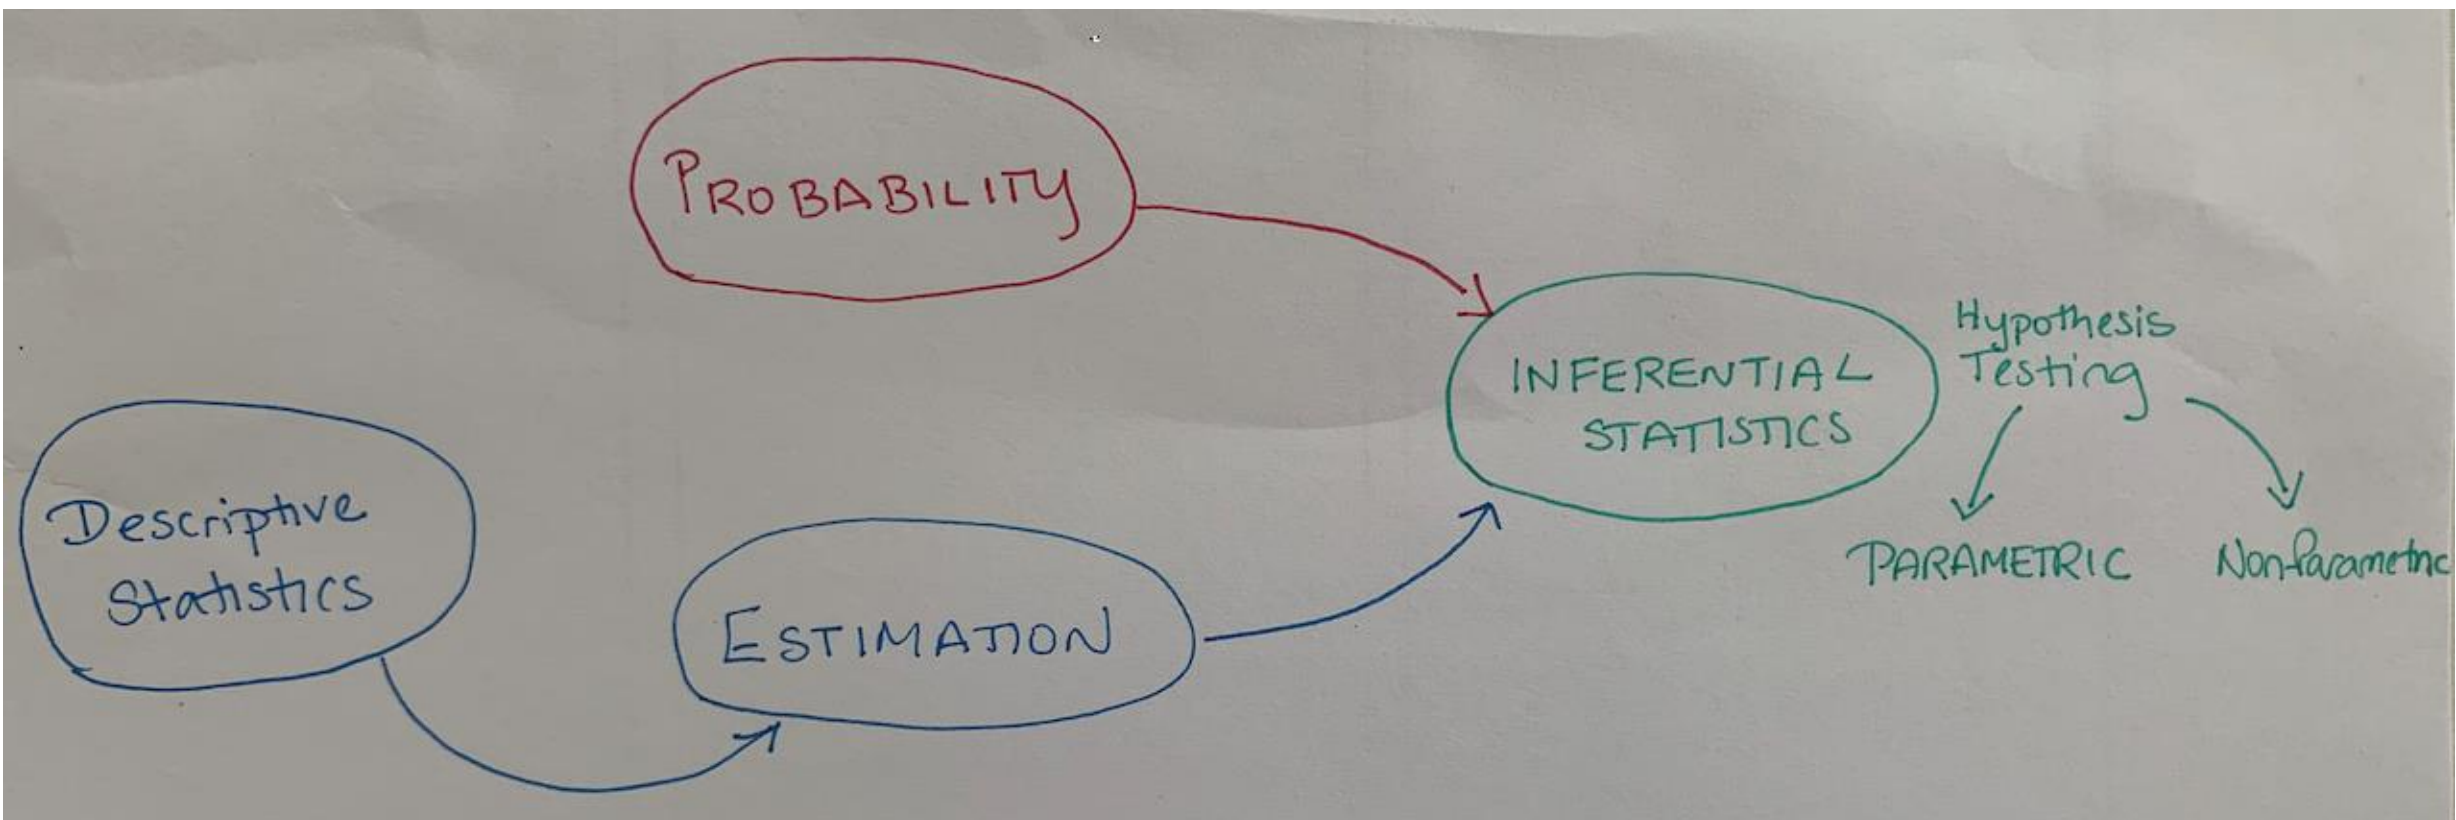 PROBABILITY
INFERENTIAL
STATISTICS
Hypothesis
Testing
PARAMETRIC
NonParametric
Descriptive
Statistics
ESTIMATION